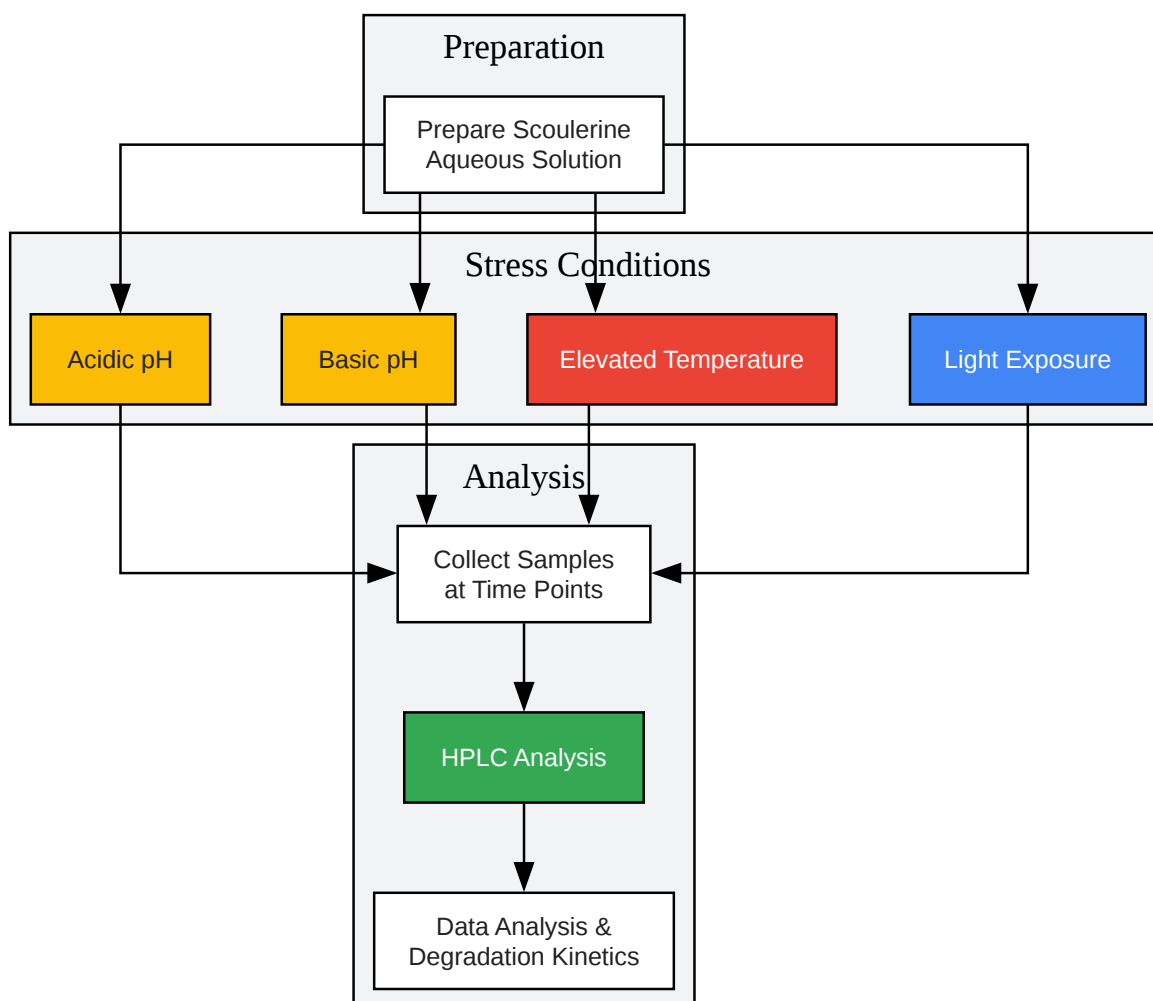 Preparation
Prepare Scoulerine
Aqueous Solution
Stress Conditions
Acidic pH
Basic pH
Elevated Temperature
Light Exposure
Analysis
Collect Samples
at Time Points
HPLC Analysis
Data Analysis &
Degradation Kinetics